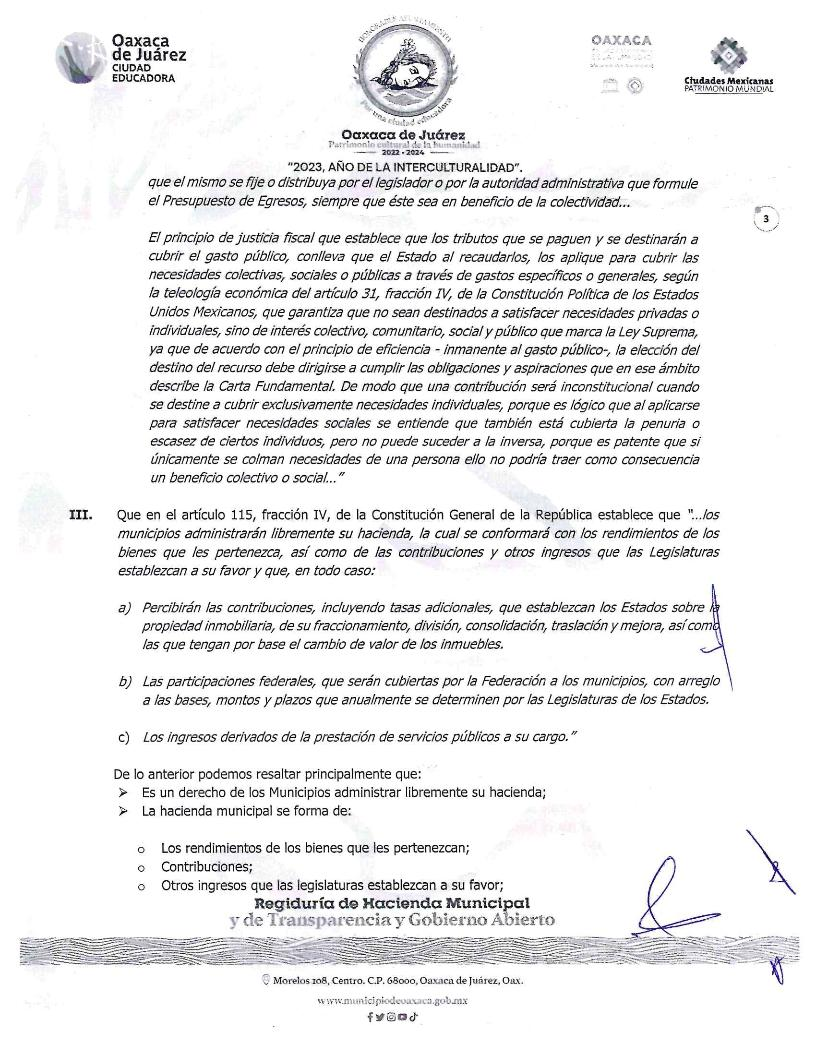 Oaxaca
de Juárez
CIUDAD
EDUCADORA
HONORABLE AYUNTAMIENTO
Por una ciudad educadora
Oaxaca de Juárez
Patrimonio cultural de la humanidad
2022 - 2024
OAXACA
Ciudades Mexicanas
PATRIMONIO MUNDIAL
"2023, AÑO DE LA INTERCULTURALIDAD".
3
que el mismo se fije o distribuya por el legislador o por la autoridad administrativa que formule
el Presupuesto de Egresos, siempre que éste sea en beneficio de la colectividad...
El principio de justicia fiscal que establece que los tributos que se paguen y se destinarán a
cubrir el gasto público, conlleva que el Estado al recaudarlos, los aplique para cubrir las
necesidades colectivas, sociales o públicas a través de gastos específicos o generales, según
la teleología económica del artículo 31, fracción IV, de la Constitución Política de los Estados
Unidos Mexicanos, que garantiza que no sean destinados a satisfacer necesidades privadas o
individuales, sino de interés colectivo, comunitario, social y público que marca la Ley Suprema,
ya que de acuerdo con el principio de eficiencia - inmanente al gasto público-, la elección del
destino del recurso debe dirigirse a cumplir las obligaciones y aspiraciones que en ese ámbito
describe la Carta Fundamental. De modo que una contribución será inconstitucional cuando
se destine a cubrir exclusivamente necesidades individuales, porque es lógico que al aplicarse
para satisfacer necesidades sociales se entiende que también está cubierta la penuria o
escasez de ciertos individuos, pero no puede suceder a la inversa, porque es patente que si
únicamente se colman necesidades de una persona ello no podría traer como consecuencia
un beneficio colectivo o social..."
III. Que en el artículo 115, fracción IV, de la Constitución General de la República establece que "...los
municipios administrarán libremente su hacienda, la cual se conformará con los rendimientos de los
bienes que les pertenezca, así como de las contribuciones y otros ingresos que las Legislaturas
establezcan a su favor y que, en todo caso:
a) Percibirán las contribuciones, incluyendo tasas adicionales, que establezcan los Estados sobre la
propiedad inmobiliaria, de su fraccionamiento, división, consolidación, traslación y mejora, así como
las que tengan por base el cambio de valor de los inmuebles.
b) Las participaciones federales, que serán cubiertas por la Federación a los municipios, con arreglo
a las bases, montos y plazos que anualmente se determinen por las Legislaturas de los Estados.
c) Los ingresos derivados de la prestación de servicios públicos a su cargo."
De lo anterior podemos resaltar principalmente que:
➢ Es un derecho de los Municipios administrar libremente su hacienda;
➢ La hacienda municipal se forma de:
o Los rendimientos de los bienes que les pertenezcan;
o Contribuciones;
o Otros ingresos que las legislaturas establezcan a su favor;
Regiduría de Hacienda Municipal
y de Transparencia y Gobierno Abierto
Morelos 108, Centro. C.P. 68000, Oaxaca de Juárez, Oax.
www.municipiodeoaxaca.gob.mx